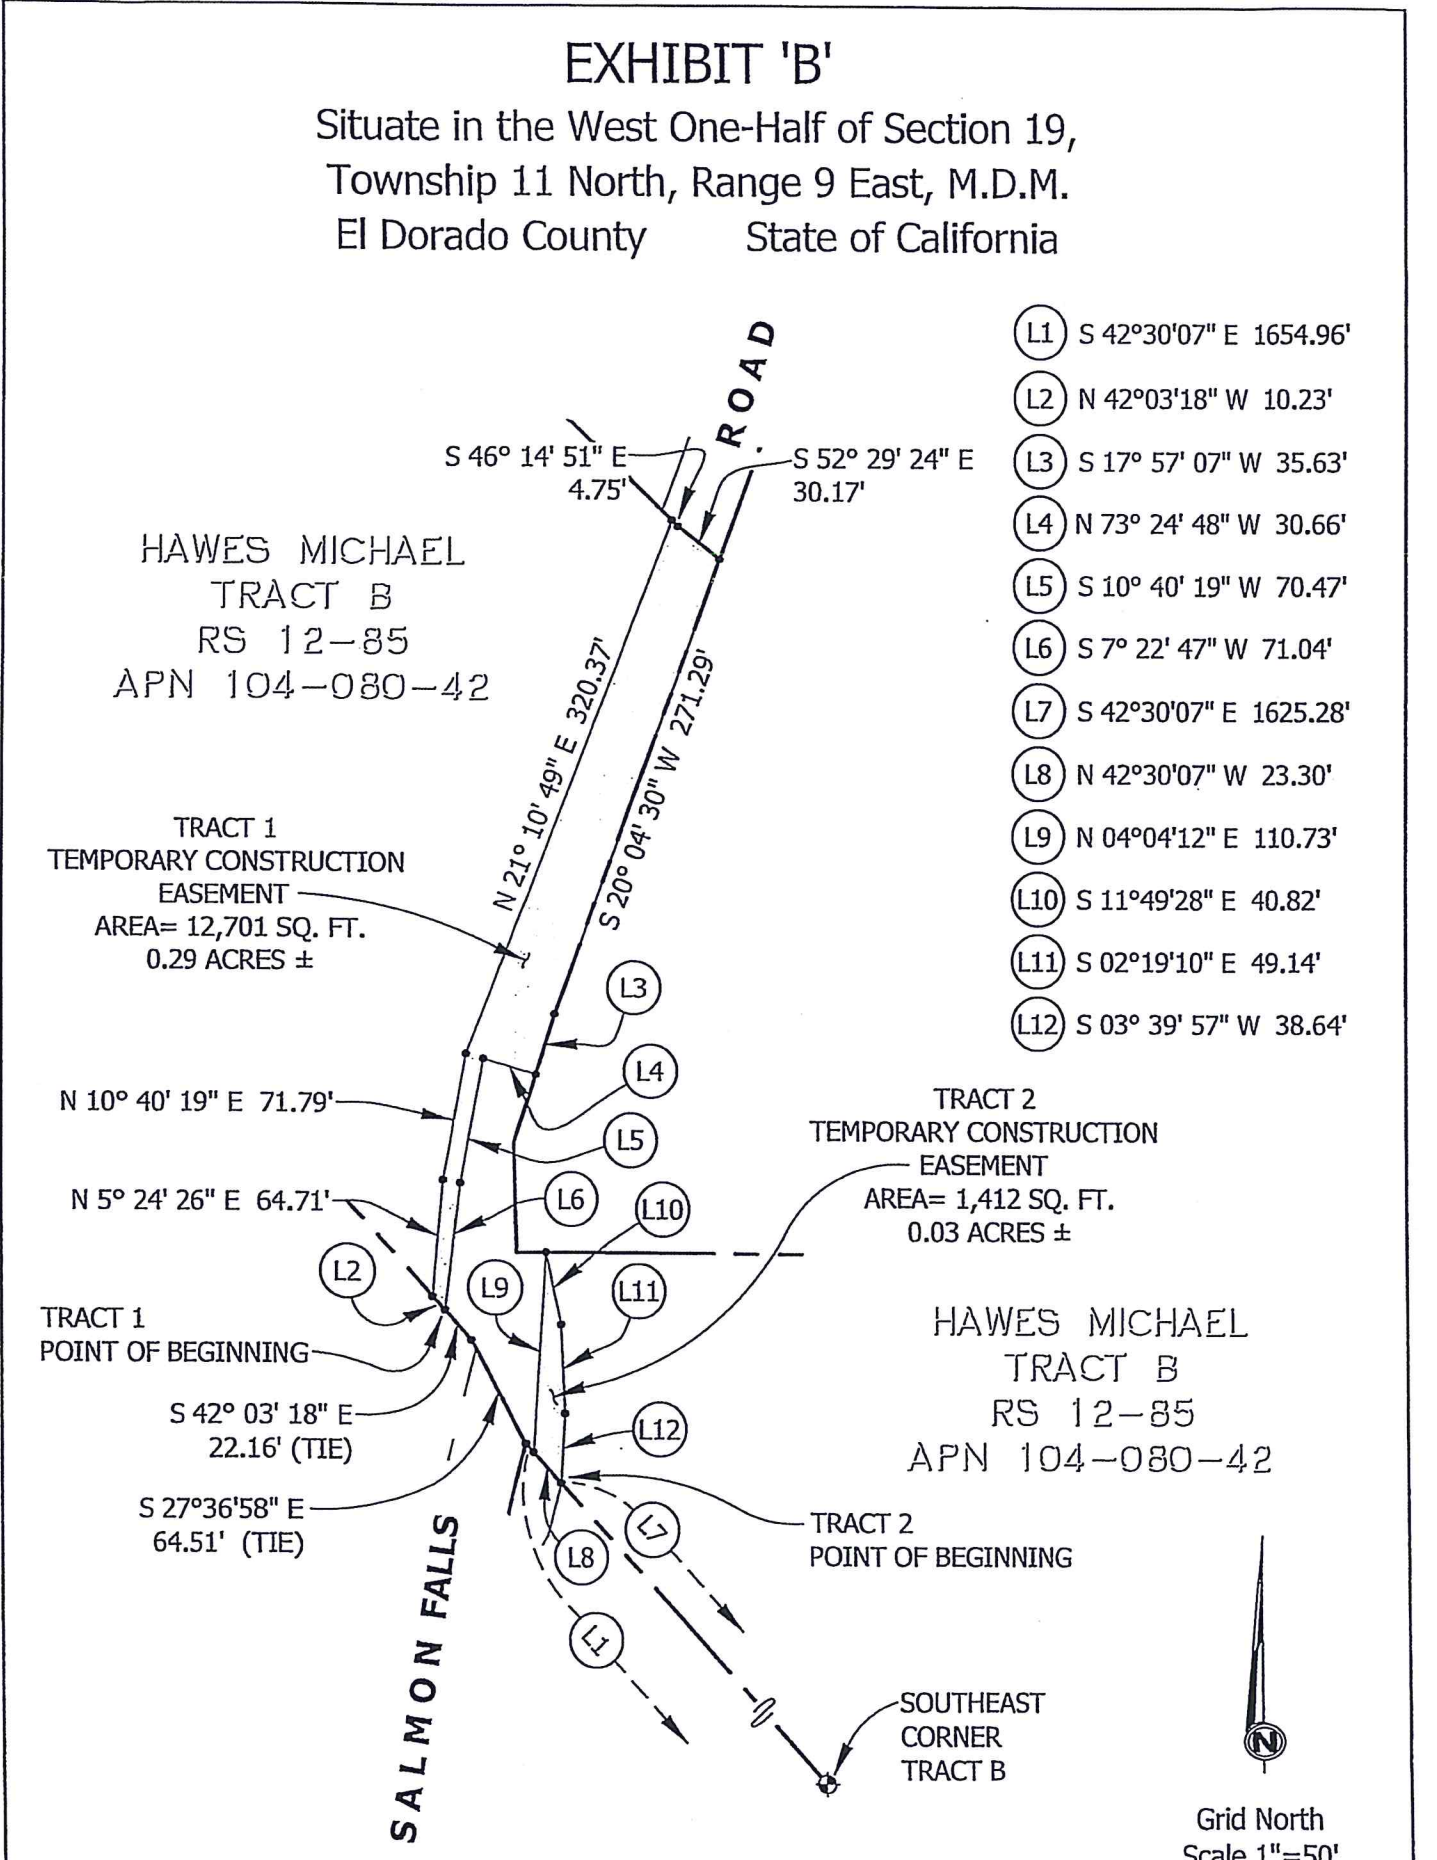 EXHIBIT 'B'
Situate in the West One-Half of Section 19,
Township 11 North, Range 9 East, M.D.M.
El Dorado County State of California
L1 S 42°30'07" E 1654.96'
L2 N 42°03'18" W 10.23'
L3 S 17° 57' 07" W 35.63'
L4 N 73° 24' 48" W 30.66'
L5 S 10° 40' 19" W 70.47'
L6 S 7° 22' 47" W 71.04'
L7 S 42°30'07" E 1625.28'
L8 N 42°30'07" W 23.30'
L9 N 04°04'12" E 110.73'
L10 S 11°49'28" E 40.82'
L11 S 02°19'10" E 49.14'
L12 S 03° 39' 57" W 38.64'
ROAD
S 46° 14' 51" E
4.75'
S 52° 29' 24" E
30.17'
HAWES MICHAEL
TRACT B
RS 12-85
APN 104-080-42
N 21° 10' 49" E 320.37'
S 20° 04' 30" W 271.29'
TRACT 1
TEMPORARY CONSTRUCTION
EASEMENT
AREA= 12,701 SQ. FT.
0.29 ACRES ±
L3
L4
N 10° 40' 19" E 71.79'
L5
TRACT 2
TEMPORARY CONSTRUCTION
EASEMENT
AREA= 1,412 SQ. FT.
0.03 ACRES ±
N 5° 24' 26" E 64.71'
L6
L10
L2
L9
L11
TRACT 1
POINT OF BEGINNING
HAWES MICHAEL
TRACT B
RS 12-85
APN 104-080-42
S 42° 03' 18" E
22.16' (TIE)
L12
S 27°36'58" E
64.51' (TIE)
L7
TRACT 2
POINT OF BEGINNING
L8
L1
SALMON FALLS
SOUTHEAST
CORNER
TRACT B
N
Grid North
Scale 1"=50'